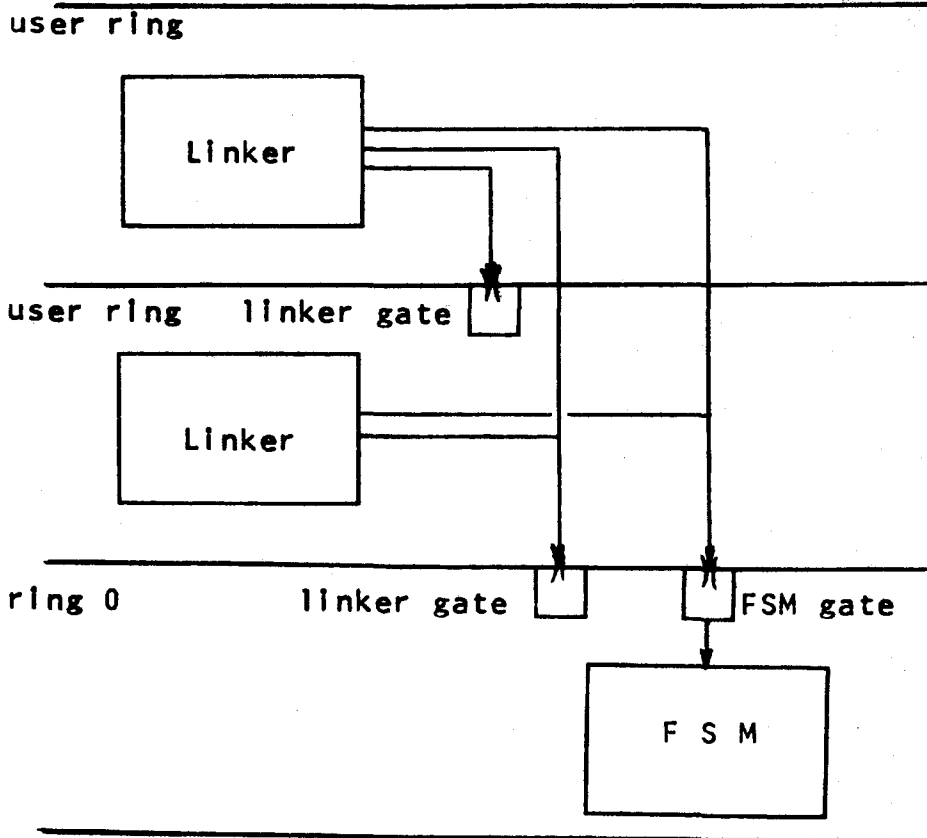 user ring
Linker
user ring linker gate
Linker
ring 0 linker gate FSM gate
F S M